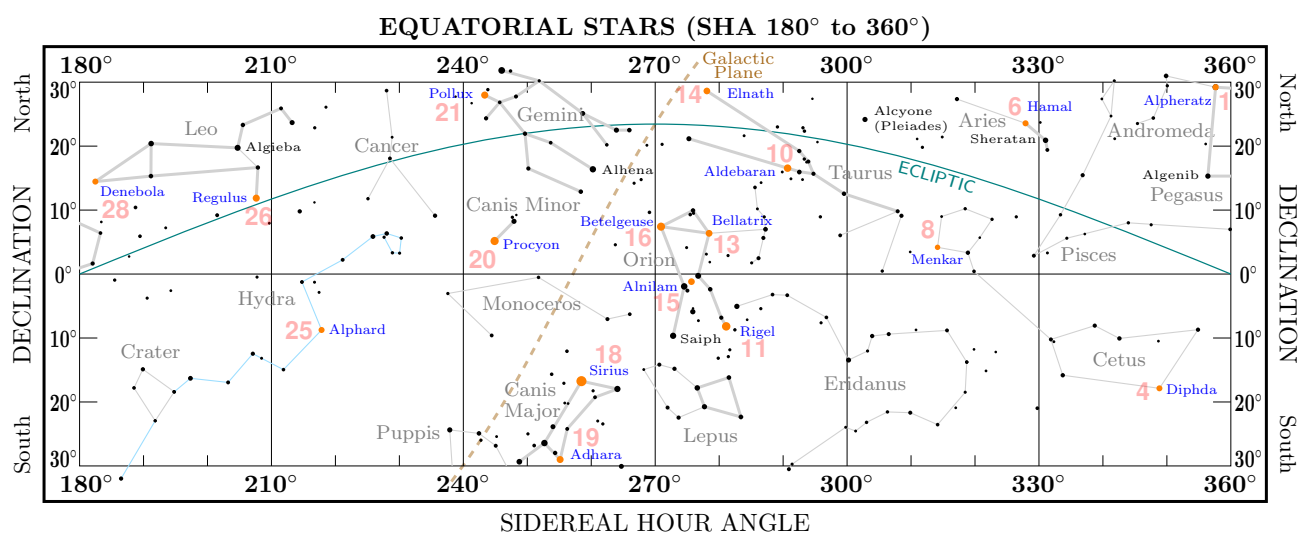 EQUATORIAL STARS (SHA 180° to 360°)
180° 210° 240° 270° 300° 330° 360°
Galactic
Plane
North
North
30°
30°
20°
20°
10°
10°
0°
0°
10°
10°
20°
20°
30°
30°
DECLINATION
DECLINATION
South
South
Pollux
21
Gemini
14
Elnath
Alcyone
(Pleiades)
6
Hamal
Aries
Sheratan
Alpheratz
1
Andromeda
Leo
Algieba
Cancer
Alhena
10
Aldebaran
Taurus
ECLIPTIC
Algenib
Pegasus
Denebola
28
Regulus
26
Canis Minor
Procyon
20
Betelgeuse
16
Bellatrix
13
Orion
8
Menkar
Pisces
Hydra
Monoceros
Alnilam
15
Alphard
25
Saiph
Rigel
11
Crater
18
Sirius
Canis
Major
Eridanus
Cetus
4
Diphda
Puppis
19
Adhara
Lepus
180° 210° 240° 270° 300° 330° 360°
SIDEREAL HOUR ANGLE